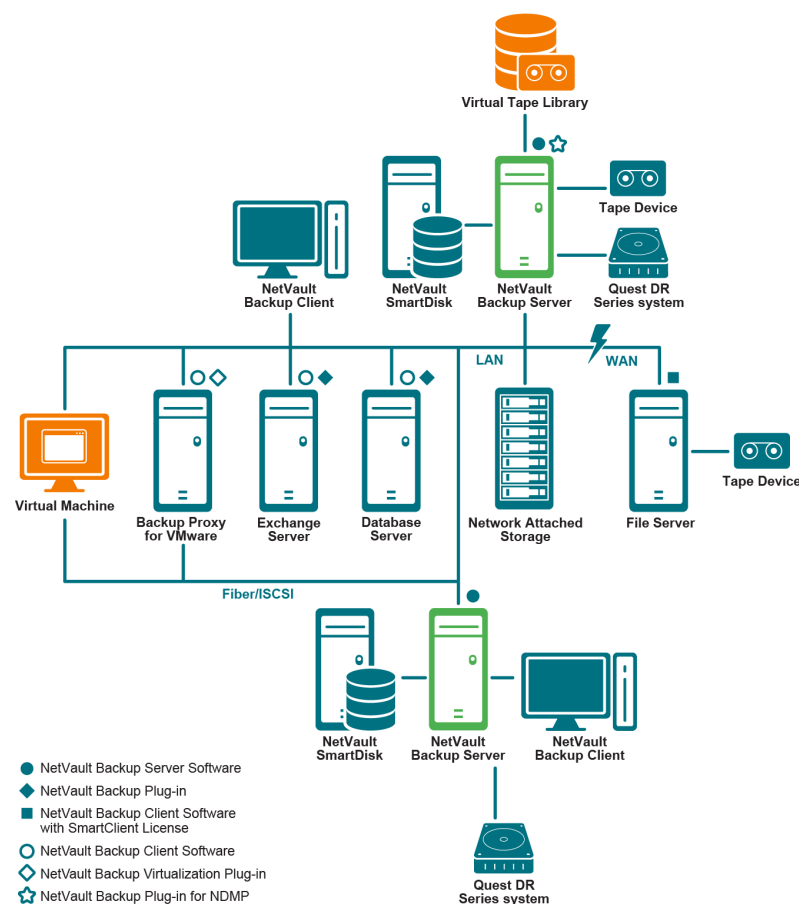 Virtual Tape Library
Tape Device
NetVault
Backup Client
NetVault
SmartDisk
NetVault
Backup Server
Quest DR
Series system
LAN
WAN
Virtual Machine
Backup Proxy
for VMware
Exchange
Server
Database
Server
Network Attached
Storage
File Server
Tape Device
Fiber/ISCSI
NetVault
SmartDisk
NetVault
Backup Server
NetVault
Backup Client
NetVault Backup Server Software
NetVault Backup Plug-in
NetVault Backup Client Software
with SmartClient License
NetVault Backup Client Software
NetVault Backup Virtualization Plug-in
NetVault Backup Plug-in for NDMP
Quest DR
Series system